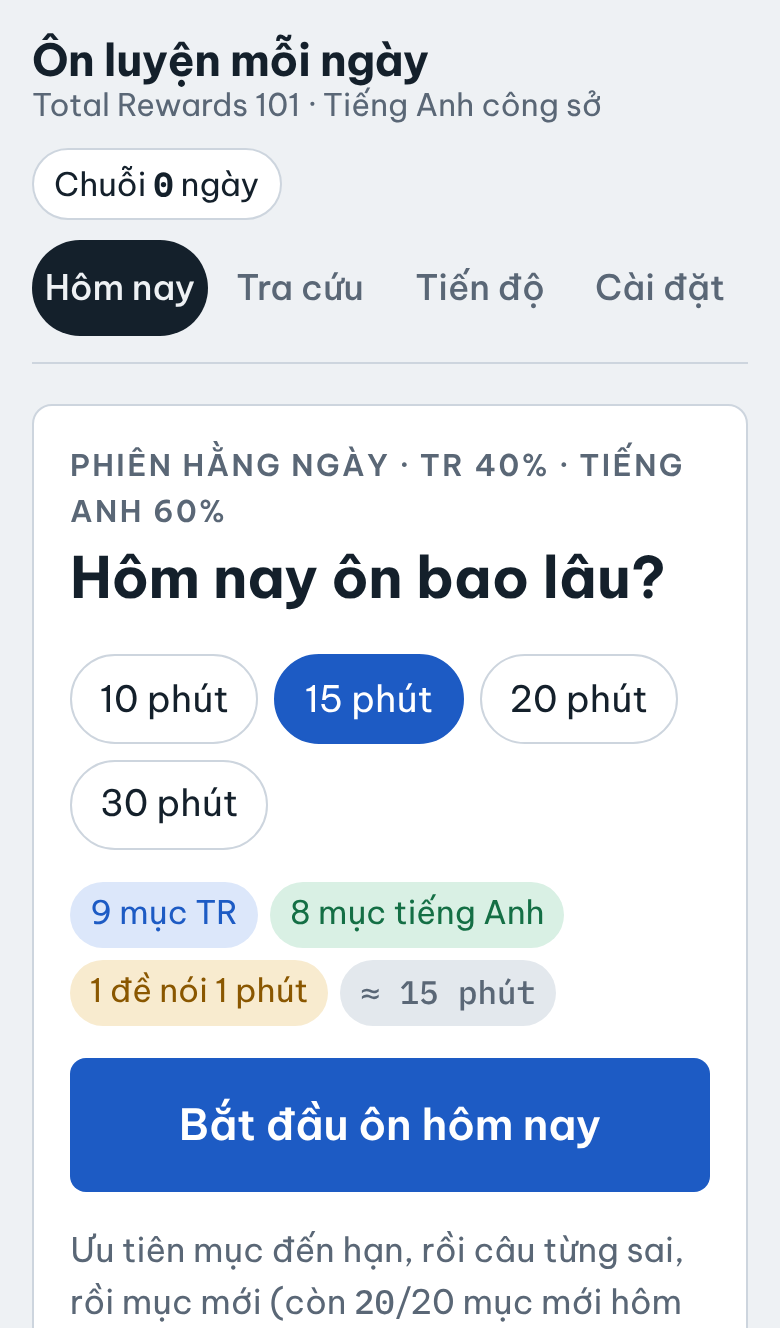 Ôn luyện mỗi ngày
Total Rewards 101 · Tiếng Anh công sở
Chuỗi 0 ngày
Hôm nay Tra cứu Tiến độ Cài đặt
PHIÊN HẰNG NGÀY · TR 40% · TIẾNG
ANH 60%
Hôm nay ôn bao lâu?
10 phút 15 phút 20 phút
30 phút
9 mục TR 8 mục tiếng Anh
1 đề nói 1 phút ≈ 15 phút
Bắt đầu ôn hôm nay
Ưu tiên mục đến hạn, rồi câu từng sai,
rồi mục mới (còn 20/20 mục mới hôm